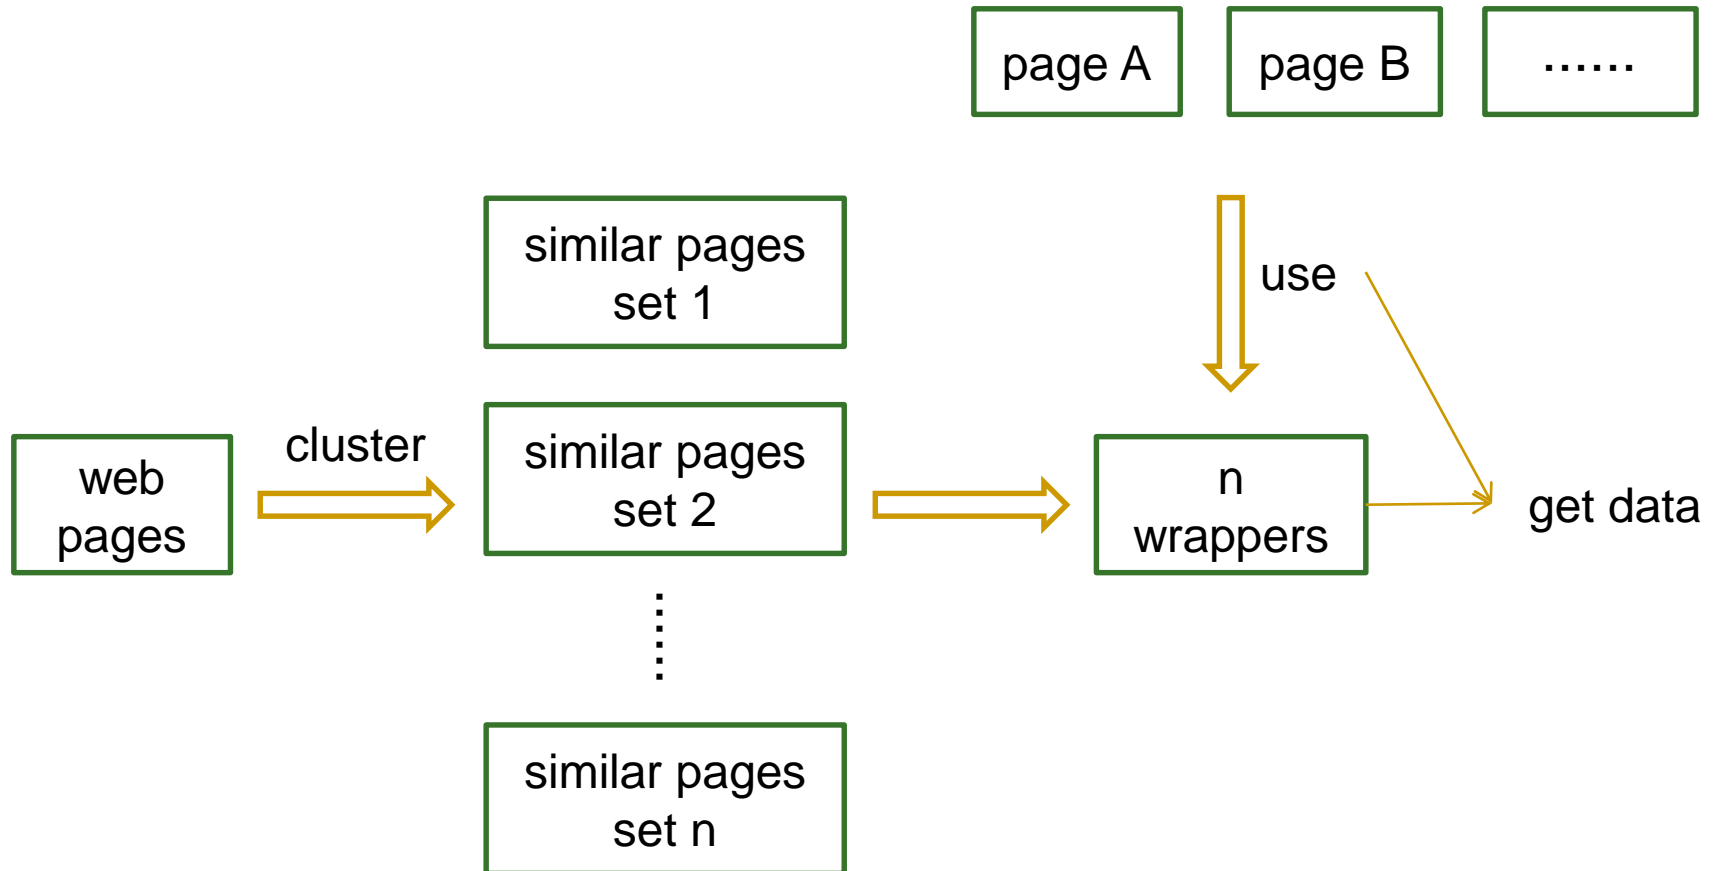 page A
page B
......
similar pages
set 1
use
cluster
web
pages
similar pages
set 2
n
wrappers
get data
......
similar pages
set n